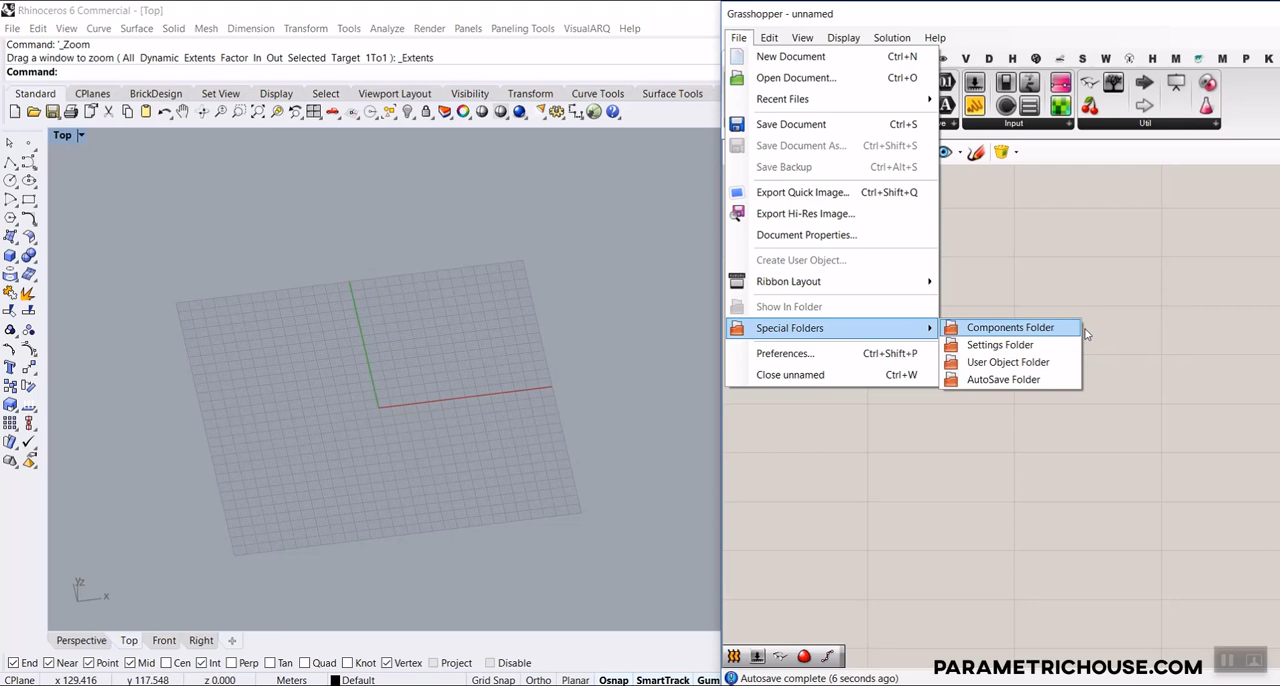 Rhinoceros 6 Commercial - [Top]
File Edit View Curve Surface Solid Mesh Dimension Transform Tools Analyze Render Panels Paneling Tools VisualARQ Help
Command: '_Zoom
Drag a window to zoom ( All Dynamic Extents Factor In Out Selected Target 1To1 ): _Extents
Command:
Standard CPlanes BrickDesign Set View Display Select Viewport Layout Visibility Transform Curve Tools Surface Tools
Top
Yz
x
Perspective Top Front Right
End Near Point Mid Cen Int Perp Tan Quad Knot Vertex Project Disable
CPlane x 129.416 y 117.548 z 0.000 Meters Default Grid Snap Ortho Planar Osnap SmartTrack Gum
Grasshopper - unnamed
File Edit View Display Solution Help
V D H S W H M M P K
New Document Ctrl+N
Open Document... Ctrl+O
Recent Files
Save Document Ctrl+S
Save Document As... Ctrl+Shift+S
Save Backup Ctrl+Alt+S
Export Quick Image... Ctrl+Shift+Q
Export Hi-Res Image...
Document Properties...
Create User Object...
Ribbon Layout
Show In Folder
Special Folders
Preferences... Ctrl+Shift+P
Close unnamed Ctrl+W
Input Util
Components Folder
Settings Folder
User Object Folder
AutoSave Folder
PARAMETRICHOUSE.COM
Autosave complete (6 seconds ago)